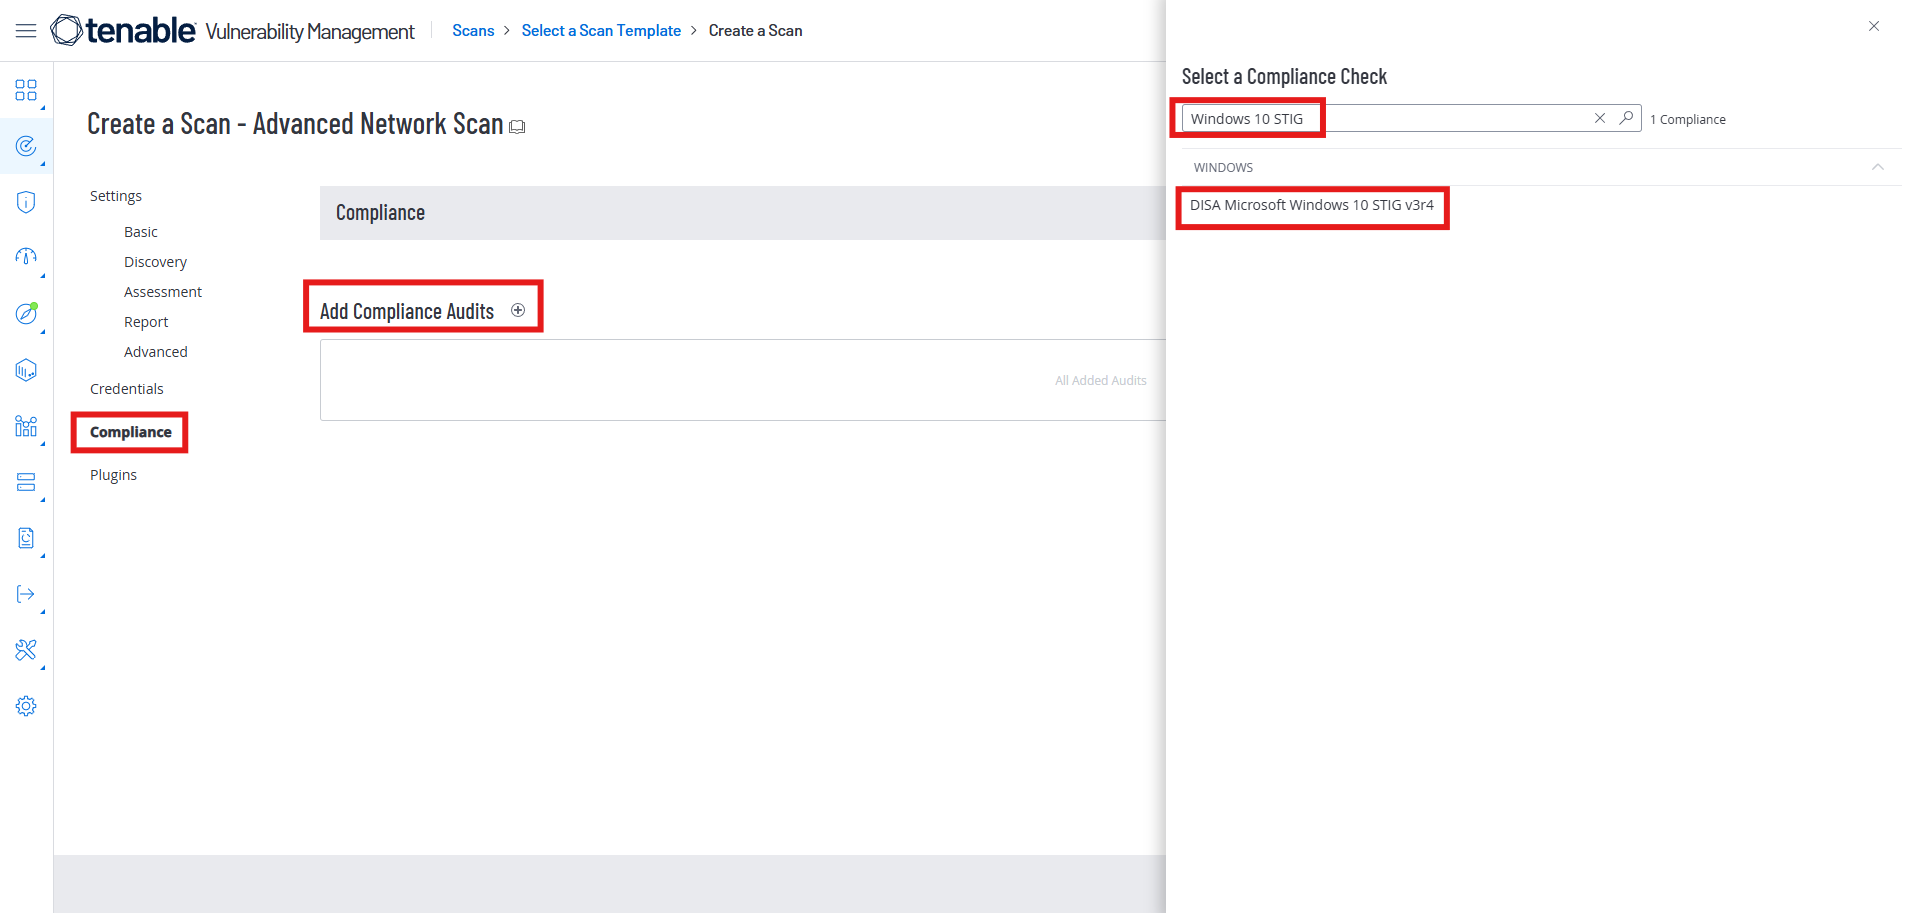 tenable Vulnerability Management
Scans > Select a Scan Template > Create a Scan
Create a Scan - Advanced Network Scan
Settings
Basic
Discovery
Assessment
Report
Advanced
Credentials
Compliance
Plugins
Compliance
Add Compliance Audits
All Added Audits
Select a Compliance Check
Windows 10 STIG
1 Compliance
WINDOWS
DISA Microsoft Windows 10 STIG v3r4